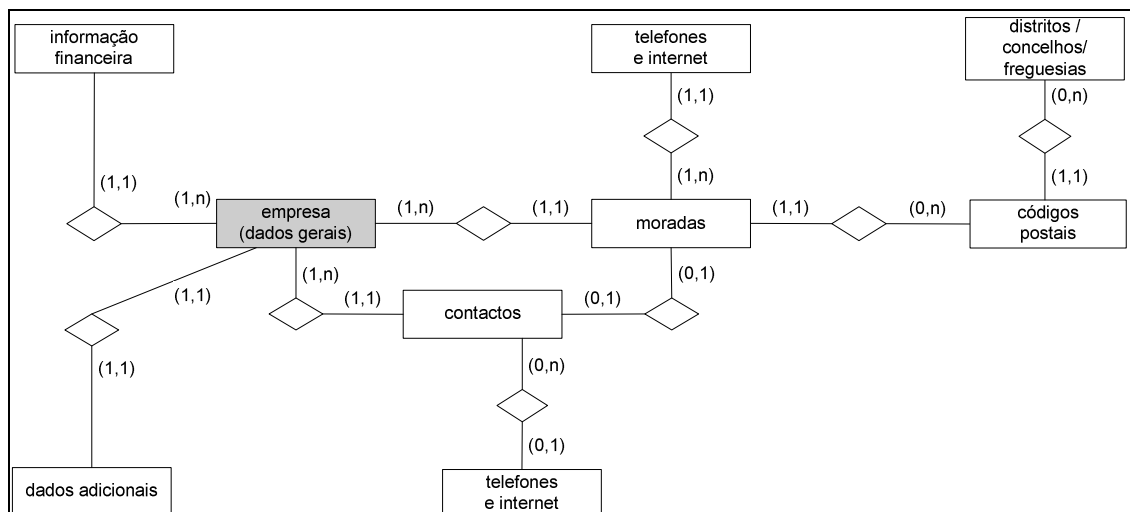 informação
financeira
telefones
e internet
distritos /
concelhos/
freguesias
(1,1)
(0,n)
(1,1)
(1,n)
(1,1)
(1,n)
empresa
(dados gerais)
(1,n)
(1,1)
moradas
(1,1)
(0,n)
códigos
postais
(1,n)
(0,1)
(1,1)
(1,1)
contactos
(0,1)
(1,1)
(0,n)
(0,1)
dados adicionais
telefones
e internet